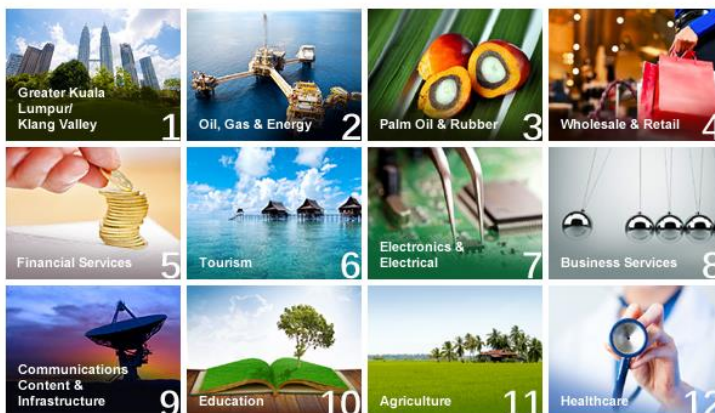 Greater Kuala
Lumpur/
Klang Valley
1
Oil, Gas & Energy
2
Palm Oil & Rubber
3
Wholesale & Retail
4
Financial Services
5
Tourism
6
Electronics &
Electrical
7
Business Services
8
Communications
Content &
Infrastructure
9
Education
10
Agriculture
11
Healthcare
12